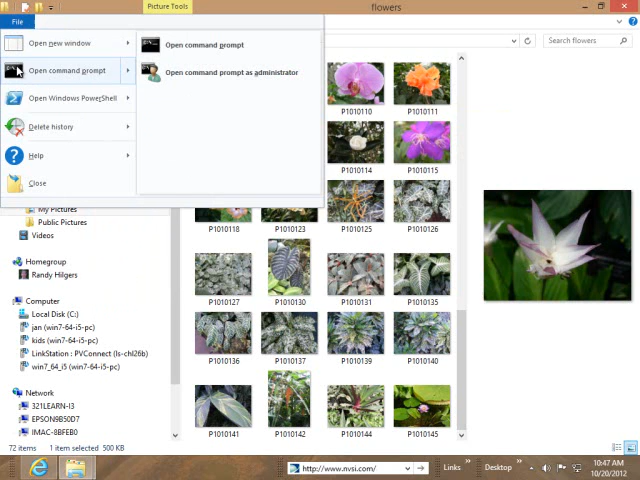 Picture Tools
flowers
File
Open new window
Open command prompt
Open Windows PowerShell
Delete history
Help
Close
Open command prompt
Open command prompt as administrator
Search flowers
P1010110
P1010111
P1010114
P1010115
P1010118
P1010123
P1010125
P1010126
P1010127
P1010130
P1010131
P1010135
P1010136
P1010137
P1010139
P1010140
P1010141
P1010142
P1010144
P1010145
My Pictures
Public Pictures
Videos
Homegroup
Randy Hilgers
Computer
Local Disk (C:)
jan (win7-64-i5-pc)
kids (win7-64-i5-pc)
LinkStation : PVConnect (ls-chl26b)
win7_64_i5 (win7-64-i5-pc)
Network
321LEARN-I3
EPSON9B50D7
IMAC-8BFEB0
72 items 1 item selected 500 KB
http://www.nvsi.com/
Links
Desktop
10:47 AM
10/20/2012